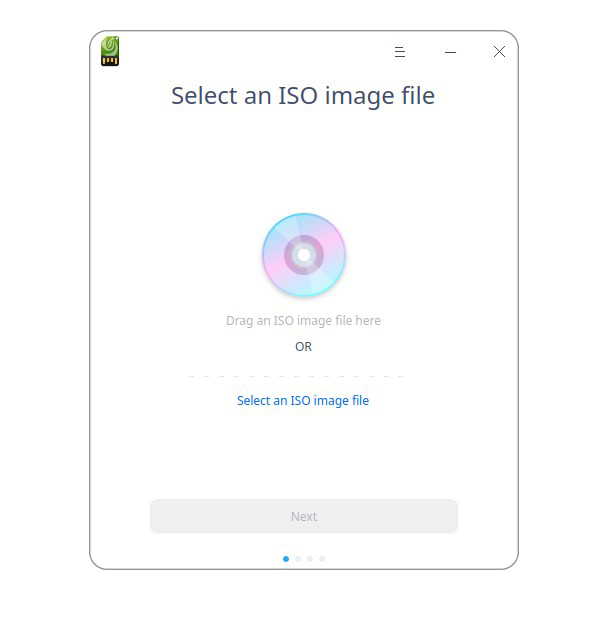 Select an ISO image file
Drag an ISO image file here
OR
Select an ISO image file
Next